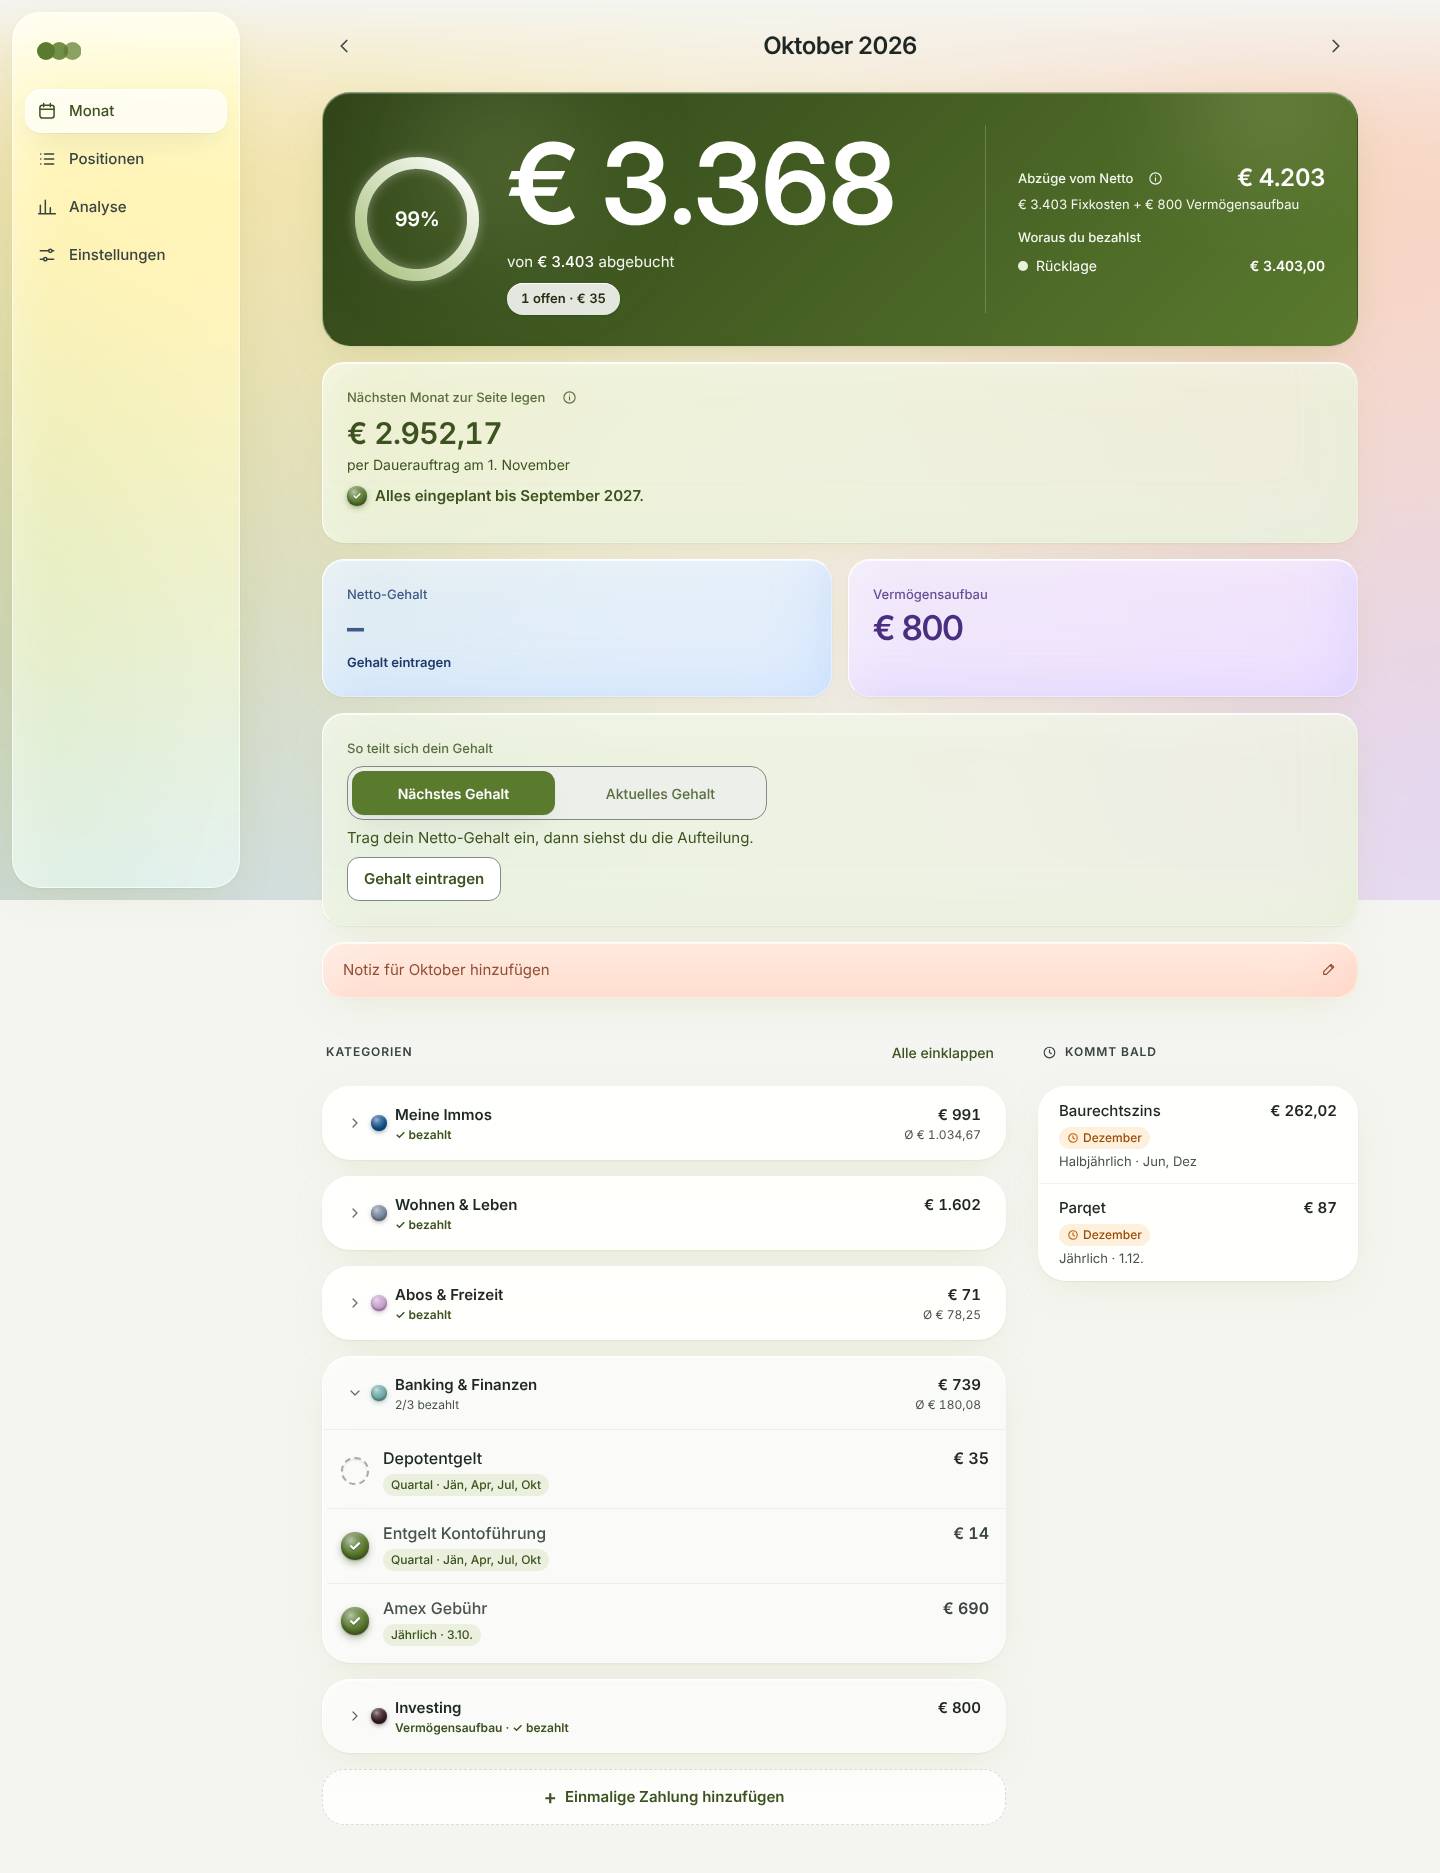 Monat
Positionen
Analyse
Einstellungen
Oktober 2026
99%
€ 3.368
von € 3.403 abgebucht
1 offen · € 35
Abzüge vom Netto € 4.203
€ 3.403 Fixkosten + € 800 Vermögensaufbau
Woraus du bezahlst
Rücklage € 3.403,00
Nächsten Monat zur Seite legen
€ 2.952,17
per Dauerauftrag am 1. November
Alles eingeplant bis September 2027.
Netto-Gehalt
–
Gehalt eintragen
Vermögensaufbau
€ 800
So teilt sich dein Gehalt
Nächstes Gehalt Aktuelles Gehalt
Trag dein Netto-Gehalt ein, dann siehst du die Aufteilung.
Gehalt eintragen
Notiz für Oktober hinzufügen
KATEGORIEN Alle einklappen
Meine Immos € 991
✓ bezahlt Ø € 1.034,67
Wohnen & Leben € 1.602
✓ bezahlt
Abos & Freizeit € 71
✓ bezahlt Ø € 78,25
Banking & Finanzen € 739
2/3 bezahlt Ø € 180,08
Depotentgelt € 35
Quartal · Jän, Apr, Jul, Okt
Entgelt Kontoführung € 14
Quartal · Jän, Apr, Jul, Okt
Amex Gebühr € 690
Jährlich · 3.10.
Investing € 800
Vermögensaufbau · ✓ bezahlt
+ Einmalige Zahlung hinzufügen
KOMMT BALD
Baurechtszins € 262,02
Dezember
Halbjährlich · Jun, Dez
Parqet € 87
Dezember
Jährlich · 1.12.